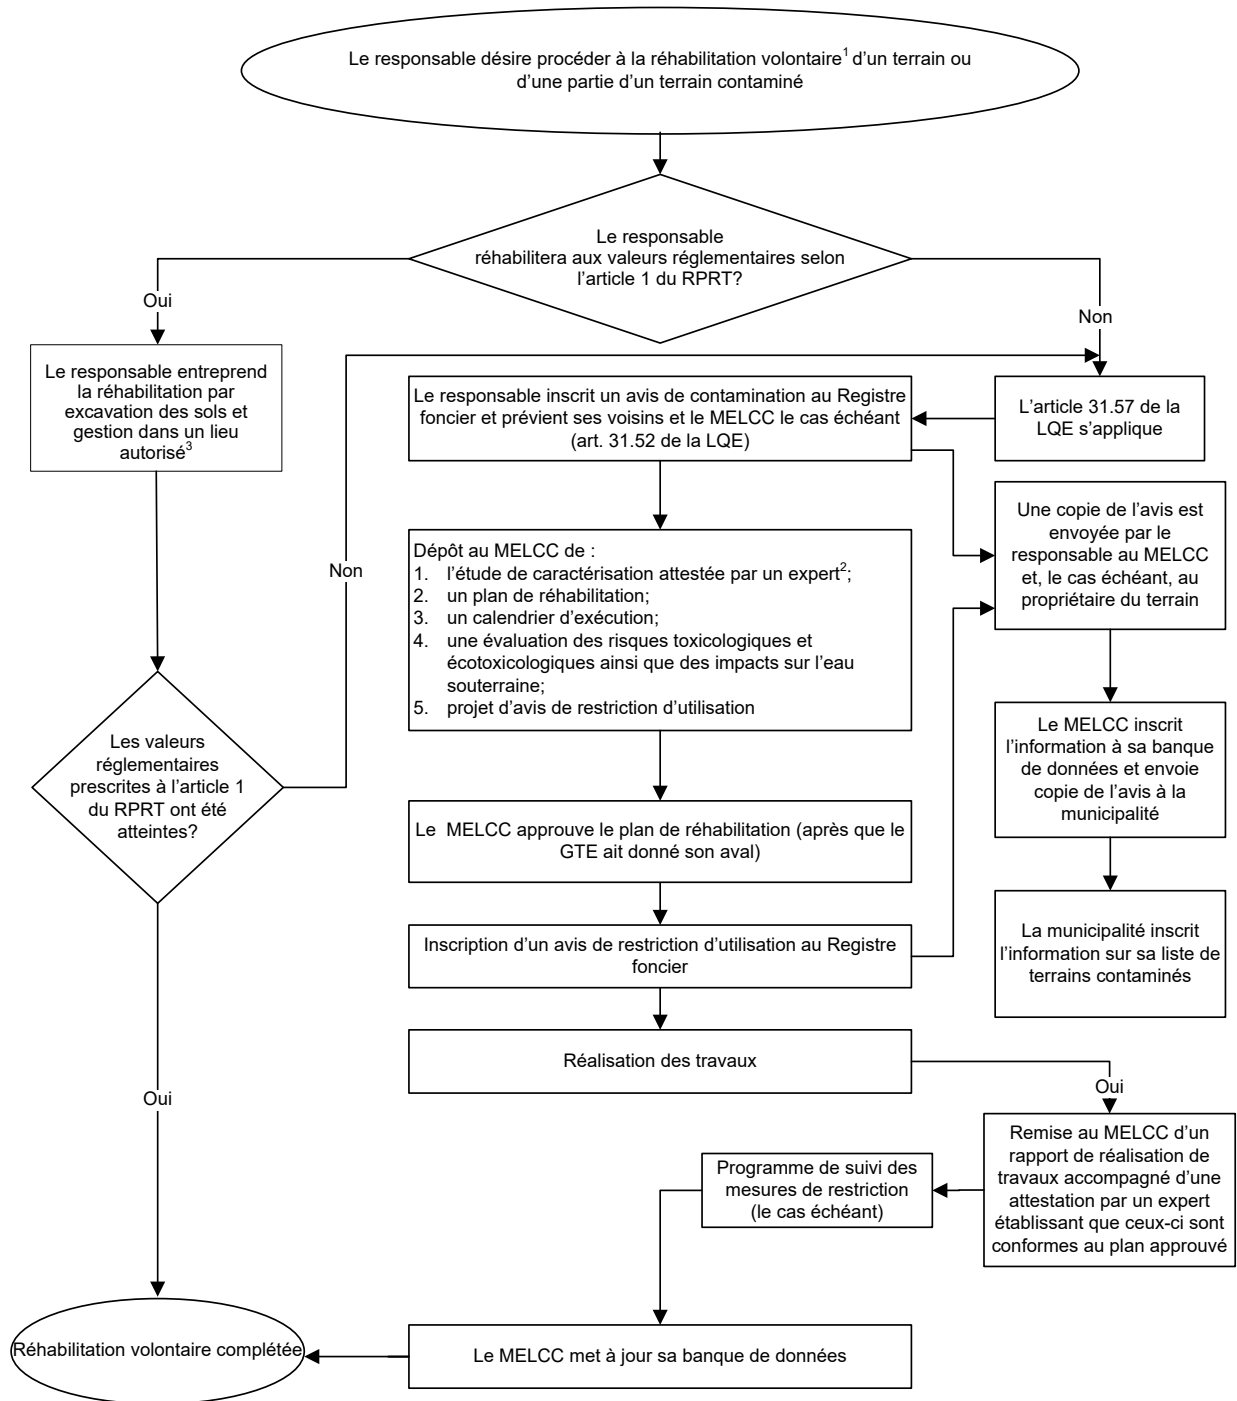 Le responsable désire procéder à la réhabilitation volontaire¹ d'un terrain ou
d'une partie d'un terrain contaminé
Le responsable
réhabilitera aux valeurs réglementaires selon
l'article 1 du RPRT?
Oui
Non
Le responsable entreprend
la réhabilitation par
excavation des sols et
gestion dans un lieu
autorisé³
Le responsable inscrit un avis de contamination au Registre
foncier et prévient ses voisins et le MELCC le cas échéant
(art. 31.52 de la LQE)
L'article 31.57 de la
LQE s'applique
Une copie de l'avis est
envoyée par le
responsable au MELCC
et, le cas échéant, au
propriétaire du terrain
Non
Dépôt au MELCC de :
1. l'étude de caractérisation attestée par un expert²;
2. un plan de réhabilitation;
3. un calendrier d'exécution;
4. une évaluation des risques toxicologiques et
écotoxicologiques ainsi que des impacts sur l'eau
souterraine;
5. projet d'avis de restriction d'utilisation
Les valeurs
réglementaires
prescrites à l'article 1
du RPRT ont été
atteintes?
Le MELCC inscrit
l'information à sa banque
de données et envoie
copie de l'avis à la
municipalité
Le  MELCC approuve le plan de réhabilitation (après que le
GTE ait donné son aval)
La municipalité inscrit
l'information sur sa liste de
terrains contaminés
Inscription d'un avis de restriction d'utilisation au Registre
foncier
Réalisation des travaux
Oui
Oui
Remise au MELCC d'un
rapport de réalisation de
travaux accompagné d'une
attestation par un expert
établissant que ceux-ci sont
conformes au plan approuvé
Programme de suivi des
mesures de restriction
(le cas échéant)
Réhabilitation volontaire complétée
Le MELCC met à jour sa banque de données